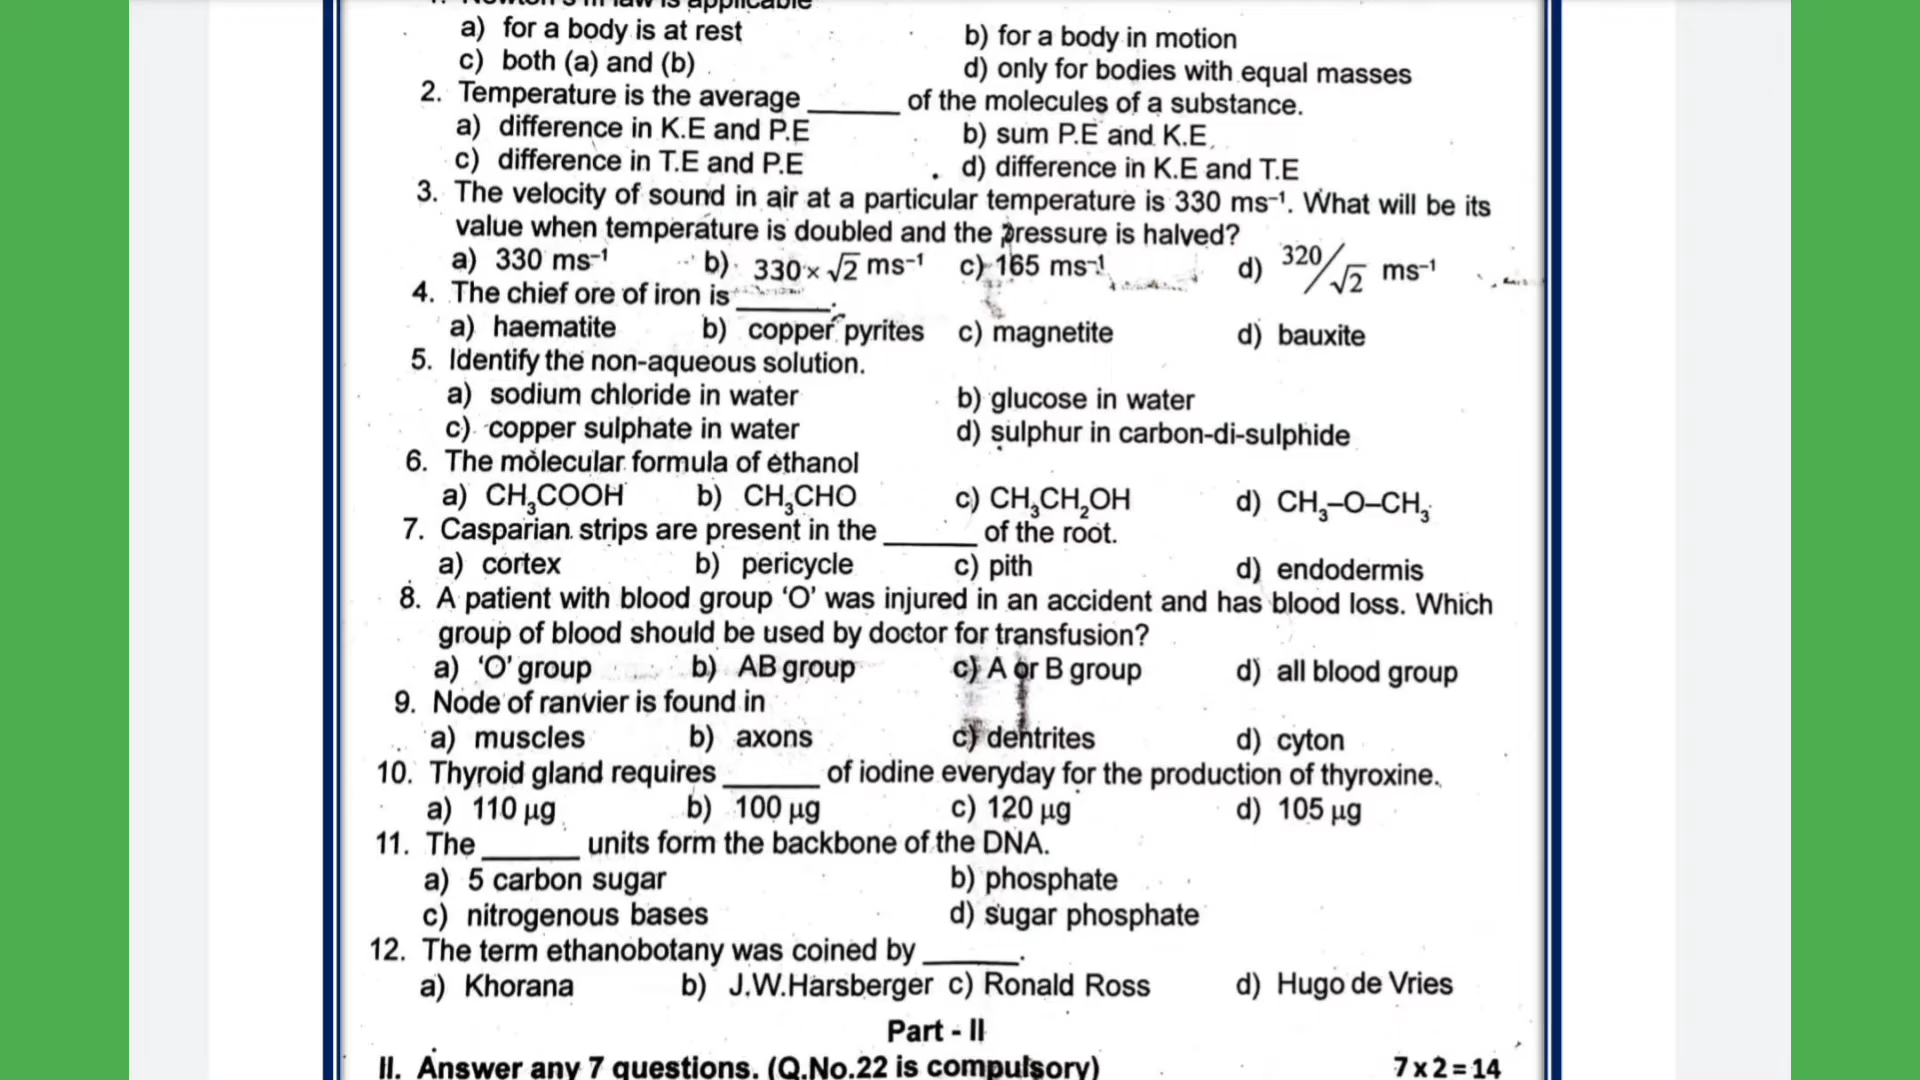 1. Newton's III law is applicable
a) for a body is at rest b) for a body in motion
c) both (a) and (b) d) only for bodies with equal masses
2. Temperature is the average ______ of the molecules of a substance.
a) difference in K.E and P.E b) sum P.E and K.E
c) difference in T.E and P.E d) difference in K.E and T.E
3. The velocity of sound in air at a particular temperature is 330 ms⁻¹. What will be its
value when temperature is doubled and the pressure is halved?
a) 330 ms⁻¹ b) 330 × √2 ms⁻¹ c) 165 ms⁻¹ d) 320/√2 ms⁻¹
4. The chief ore of iron is ______.
a) haematite b) copper pyrites c) magnetite d) bauxite
5. Identify the non-aqueous solution.
a) sodium chloride in water b) glucose in water
c) copper sulphate in water d) sulphur in carbon-di-sulphide
6. The molecular formula of ethanol
a) CH₃COOH b) CH₃CHO c) CH₃CH₂OH d) CH₃–O–CH₃
7. Casparian strips are present in the ______ of the root.
a) cortex b) pericycle c) pith d) endodermis
8. A patient with blood group 'O' was injured in an accident and has blood loss. Which
group of blood should be used by doctor for transfusion?
a) 'O' group b) AB group c) A or B group d) all blood group
9. Node of ranvier is found in
a) muscles b) axons c) dentrites d) cyton
10. Thyroid gland requires ______ of iodine everyday for the production of thyroxine.
a) 110 µg b) 100 µg c) 120 µg d) 105 µg
11. The ______ units form the backbone of the DNA.
a) 5 carbon sugar b) phosphate
c) nitrogenous bases d) sugar phosphate
12. The term ethanobotany was coined by ______.
a) Khorana b) J.W.Harsberger c) Ronald Ross d) Hugo de Vries
Part - II
II. Answer any 7 questions. (Q.No.22 is compulsory) 7 x 2 = 14